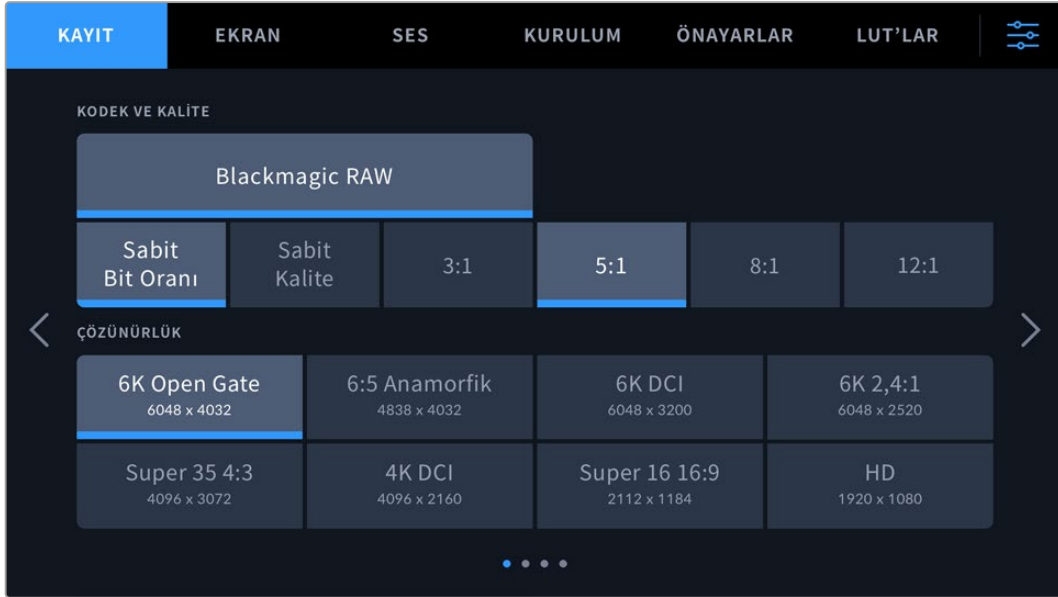 KAYIT EKRAN SES KURULUM ÖNAYARLAR LUT'LAR
KODEK VE KALİTE
Blackmagic RAW
Sabit Bit Oranı
Sabit Kalite
3:1
5:1
8:1
12:1
ÇÖZÜNÜRLÜK
6K Open Gate
6048 x 4032
6:5 Anamorfik
4838 x 4032
6K DCI
6048 x 3200
6K 2,4:1
6048 x 2520
Super 35 4:3
4096 x 3072
4K DCI
4096 x 2160
Super 16 16:9
2112 x 1184
HD
1920 x 1080